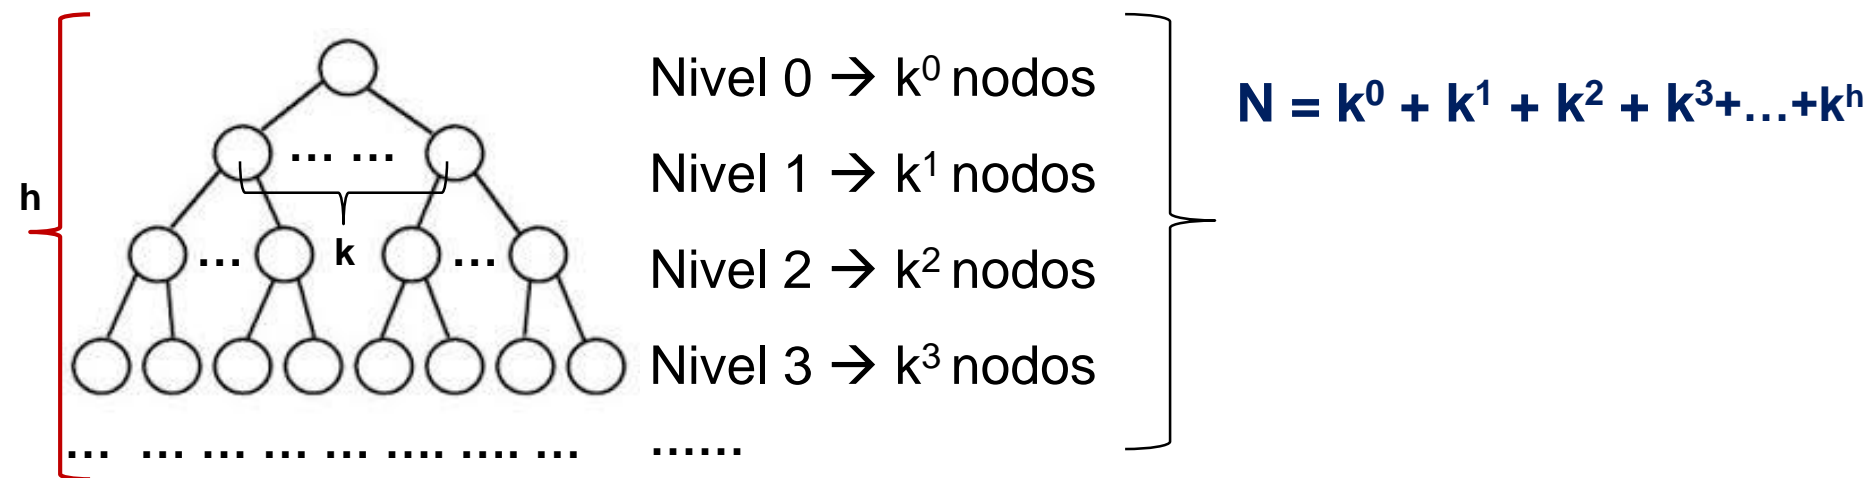 Nivel 0 → k⁰ nodos
N = k⁰ + k¹ + k² + k³+…+kʰ
… …
Nivel 1 → k¹ nodos
h
… k …
Nivel 2 → k² nodos
Nivel 3 → k³ nodos
… … … … … …. …. … ……